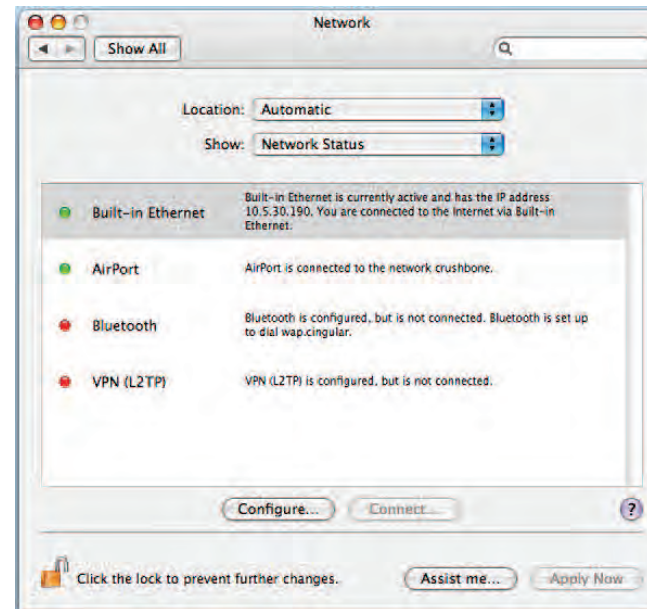 Network
Show All
Location: Automatic
Show: Network Status
Built-in Ethernet
Built-in Ethernet is currently active and has the IP address
10.5.30.190. You are connected to the Internet via Built-in
Ethernet.
AirPort
AirPort is connected to the network crushbone.
Bluetooth
Bluetooth is configured, but is not connected. Bluetooth is set up
to dial wap.cingular.
VPN (L2TP)
VPN (L2TP) is configured, but is not connected.
Configure... Connect... ?
Click the lock to prevent further changes. Assist me... Apply Now